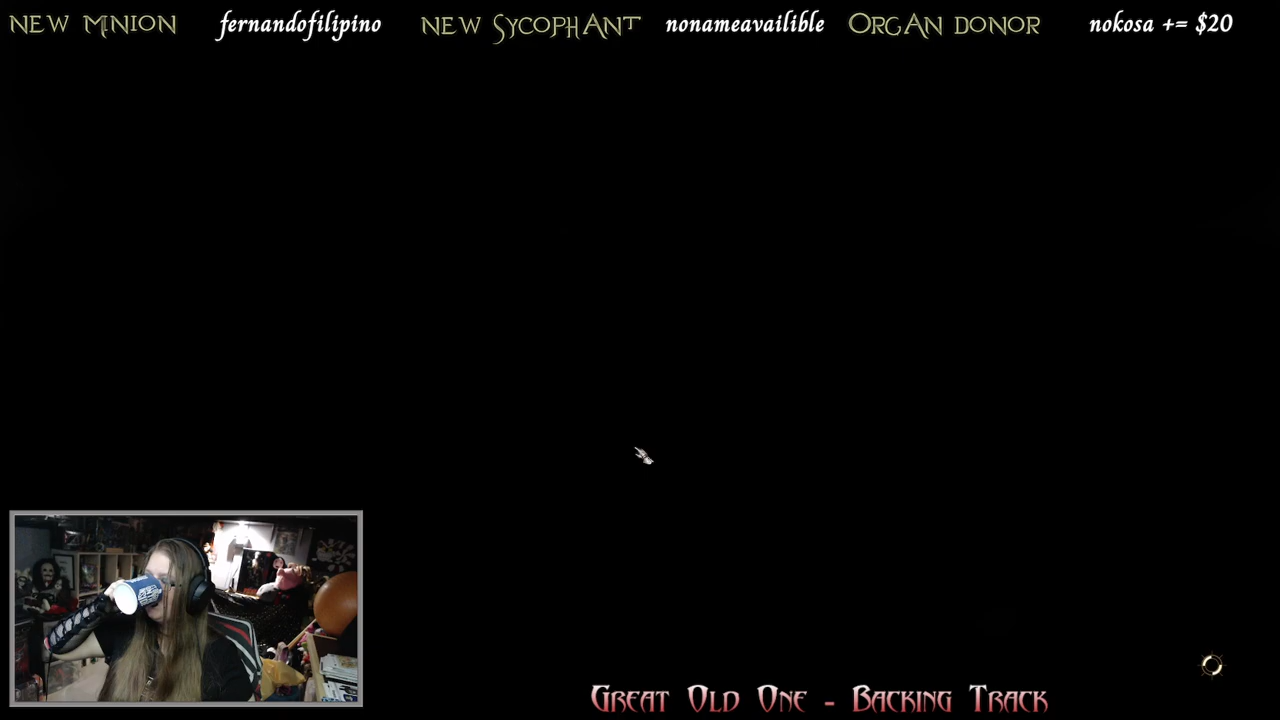 NEW MINION fernandofilipino NEW SYCOPHANT nonameavailible ORGAN DONOR nokosa += $20
GREAT OLD ONE - BACKING TRACK